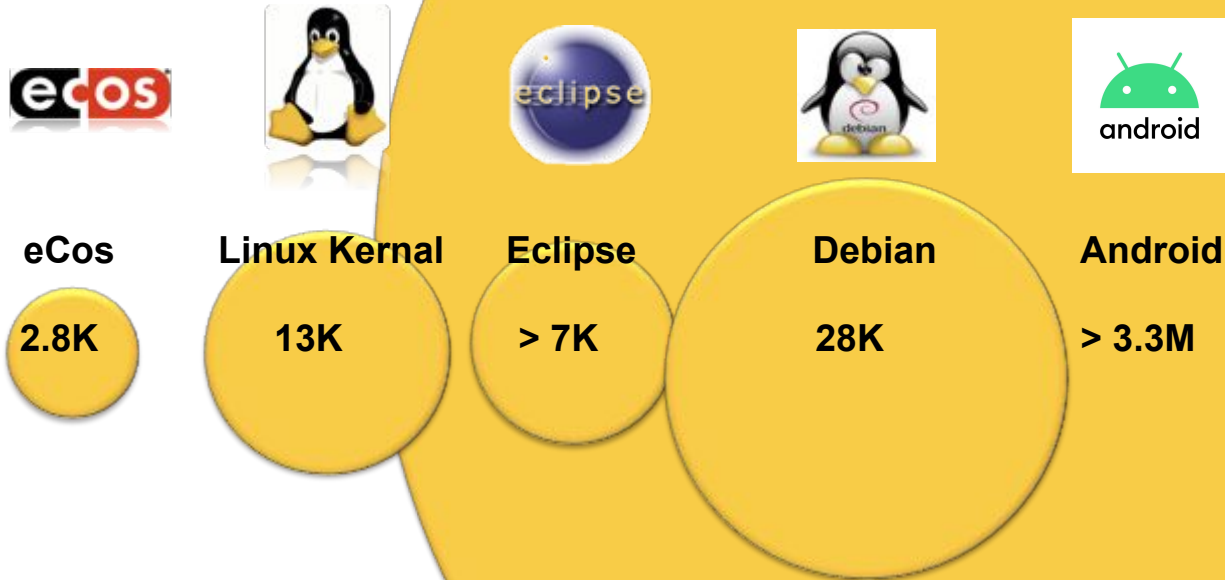 ecos
eclipse
debian
android
eCos
Linux Kernal
Eclipse
Debian
Android
2.8K
13K
> 7K
28K
> 3.3M